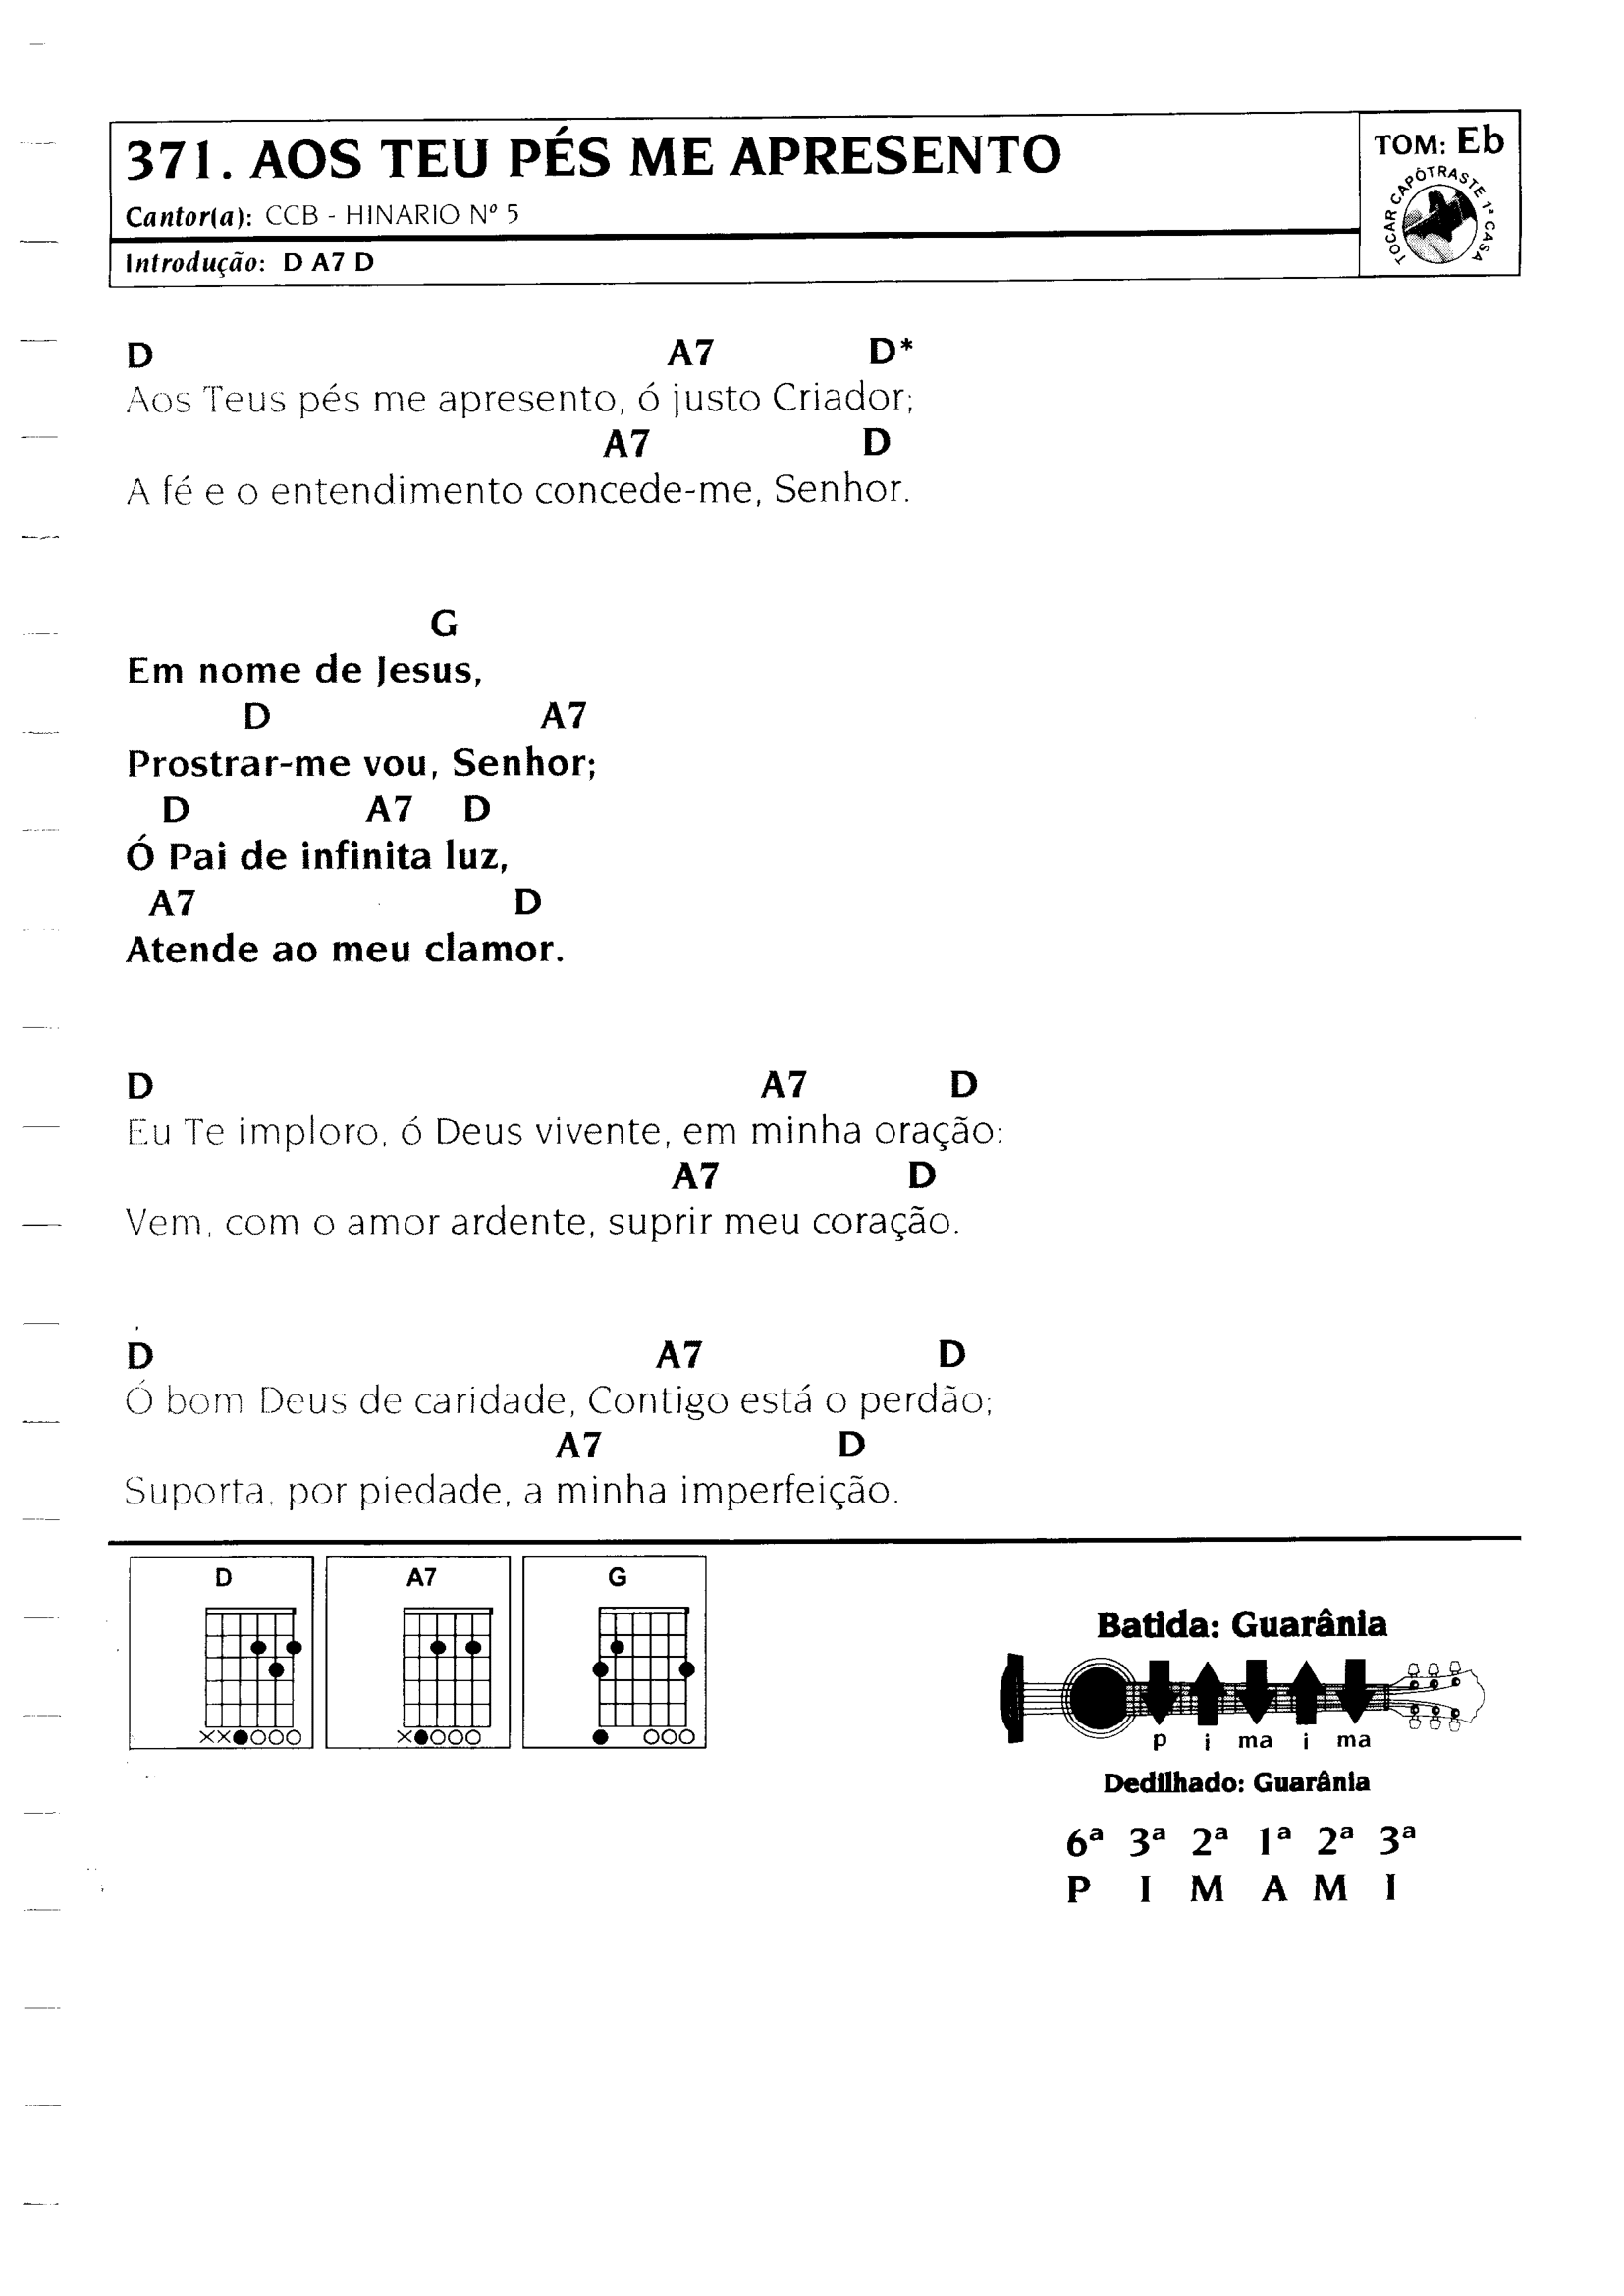 371. AOS TEU PÉS ME APRESENTO
TOM: Eb
Cantor(a): CCB - HINARIO Nº 5
TOCAR CAPÔTRASTE 1ª CASA
Introdução: D A7 D
D A7 D*
Aos Teus pés me apresento, ó justo Criador;
A7 D
A fé e o entendimento concede-me, Senhor.
G
Em nome de Jesus,
D A7
Prostrar-me vou, Senhor;
D A7 D
Ó Pai de infinita luz,
A7 D
Atende ao meu clamor.
D A7 D
Eu Te imploro, ó Deus vivente, em minha oração:
A7 D
Vem, com o amor ardente, suprir meu coração.
D A7 D
Ó bom Deus de caridade, Contigo está o perdão;
A7 D
Suporta, por piedade, a minha imperfeição.
D A7 G
Batida: Guarânia
p i ma i ma
Dedilhado: Guarânia
6ª 3ª 2ª 1ª 2ª 3ª
P I M A M I